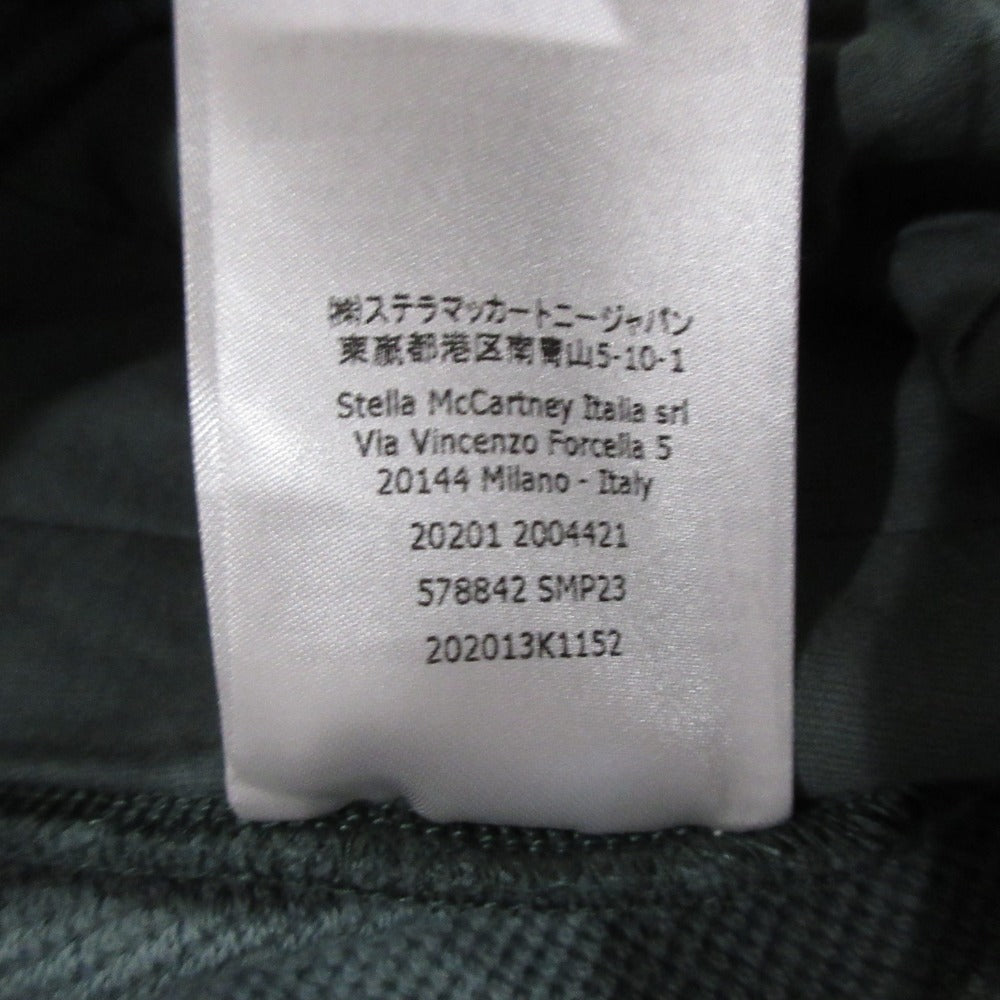 ㈱ステラマッカートニージャパン
東京都港区南青山5-10-1
Stella McCartney Italia srl
Via Vincenzo Forcella 5
20144 Milano - Italy
20201 2004421
578842 SMP23
202013K1152